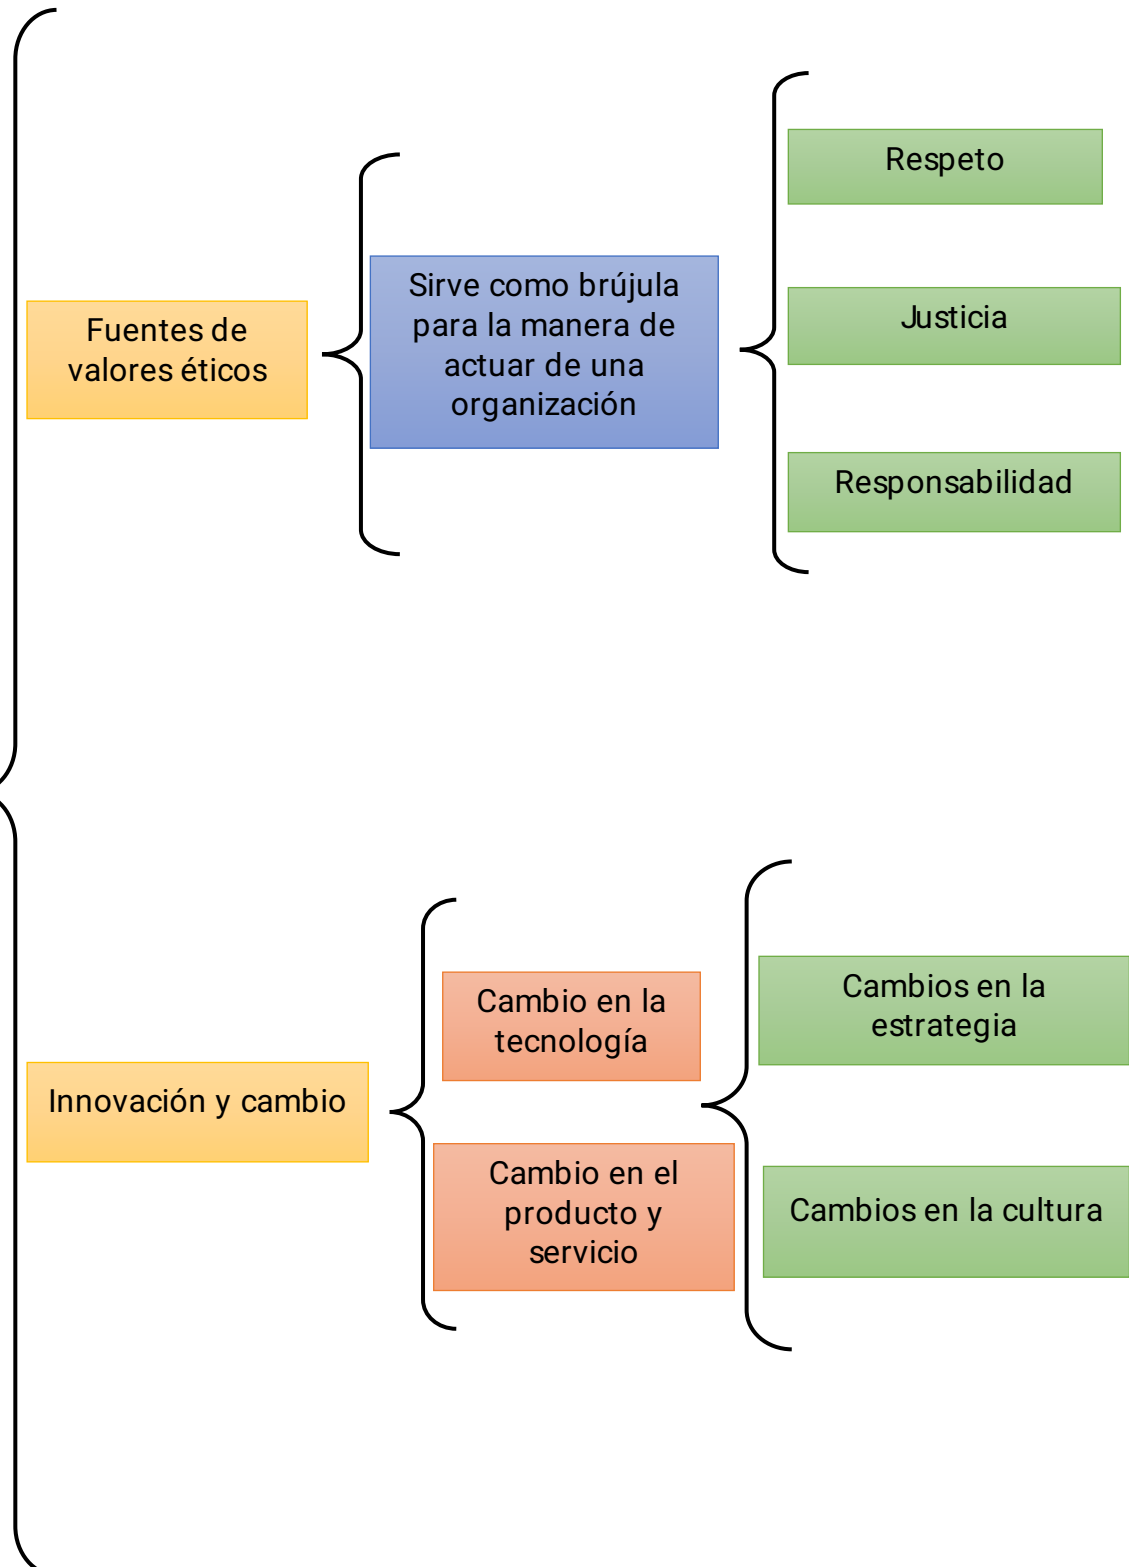 Fuentes de
valores éticos
Sirve como brújula
para la manera de
actuar de una
organización
Respeto
Justicia
Responsabilidad
Innovación y cambio
Cambio en la
tecnología
Cambio en el
producto y
servicio
Cambios en la
estrategia
Cambios en la cultura